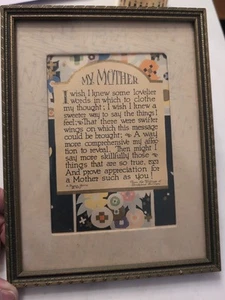 MY MOTHER
I wish I knew some lovelier
words in which to clothe
my thought; I wish I knew a
sweeter way to say the things I
feel; ~ That there were swifter
wings on which this message
could be brought; ~ A way
more comprehensive my affec
tion to reveal. Then might I
say more skillfully those ~
things that are so true,
And prove appreciation for
a Mother such as you!